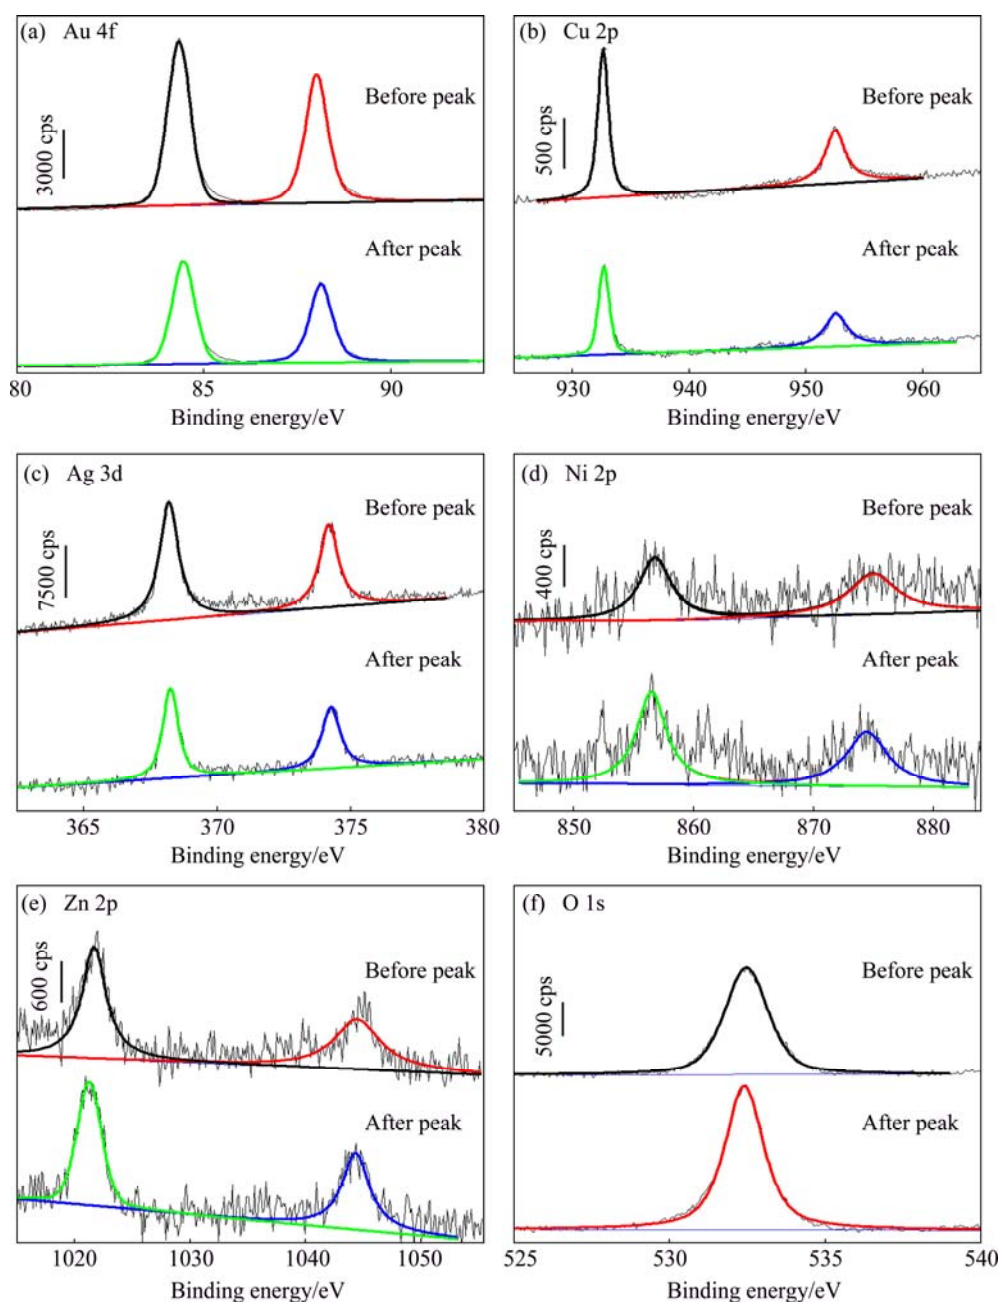 (a) Au 4f
Before peak
3000 cps
After peak
80 85 90
Binding energy/eV
(b) Cu 2p
Before peak
500 cps
After peak
930 940 950 960
Binding energy/eV
(c) Ag 3d
Before peak
7500 cps
After peak
365 370 375 380
Binding energy/eV
(d) Ni 2p
Before peak
400 cps
After peak
850 860 870 880
Binding energy/eV
(e) Zn 2p
Before peak
600 cps
After peak
1020 1030 1040 1050
Binding energy/eV
(f) O 1s
Before peak
5000 cps
After peak
525 530 535 540
Binding energy/eV